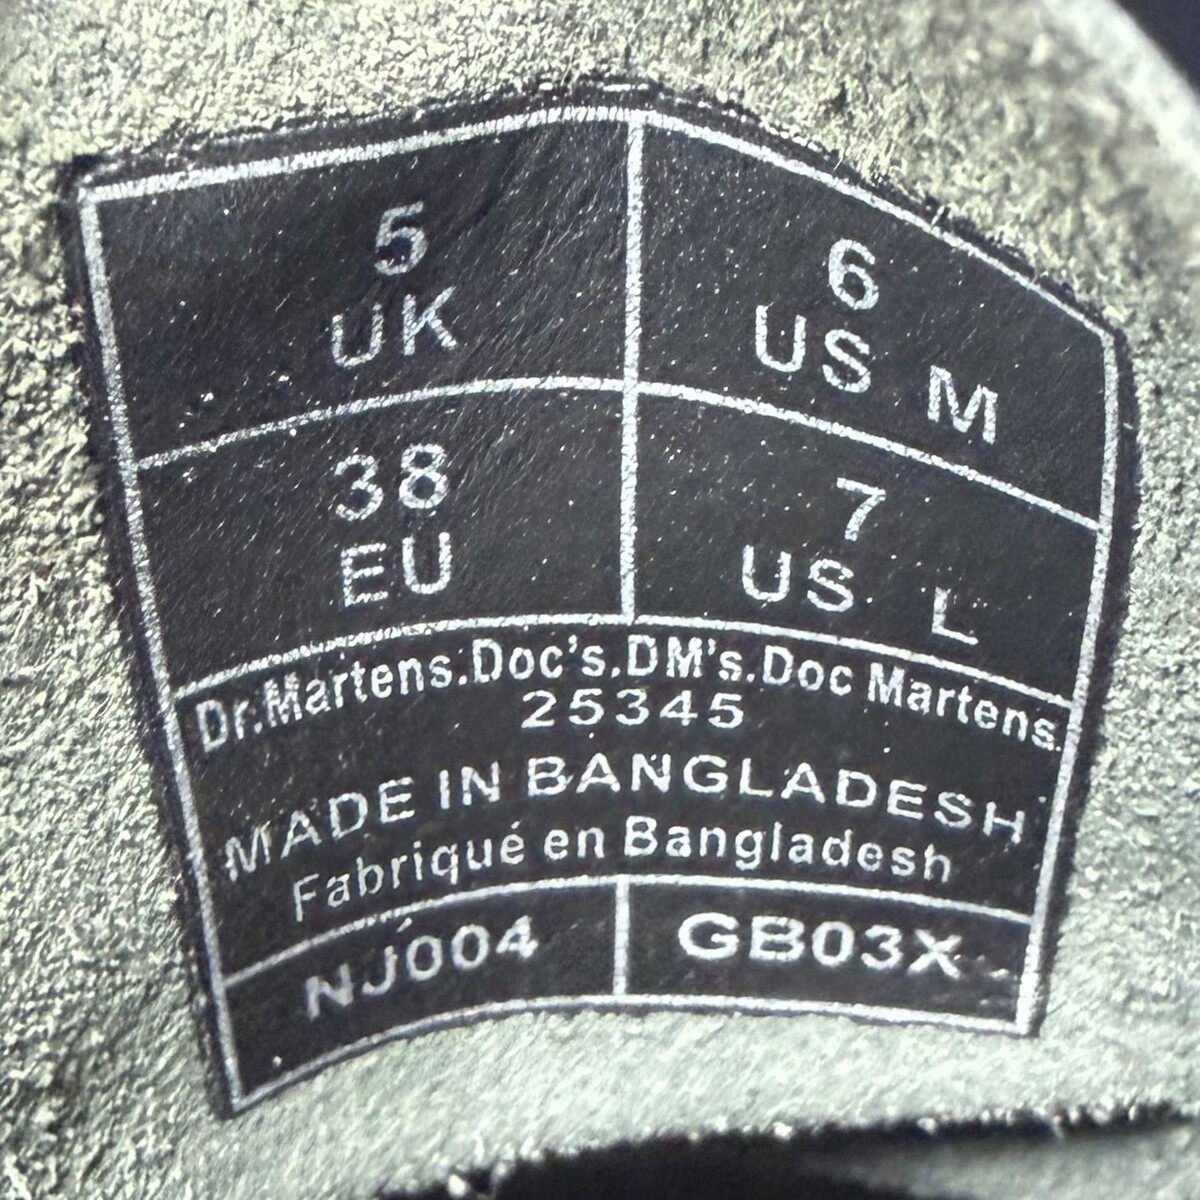 5
UK
6
US M
38
EU
7
US L
Dr.Martens.Doc's.DM's.Doc Martens.
25345
MADE IN BANGLADESH
Fabriqué en Bangladesh
NJ004
GB03X